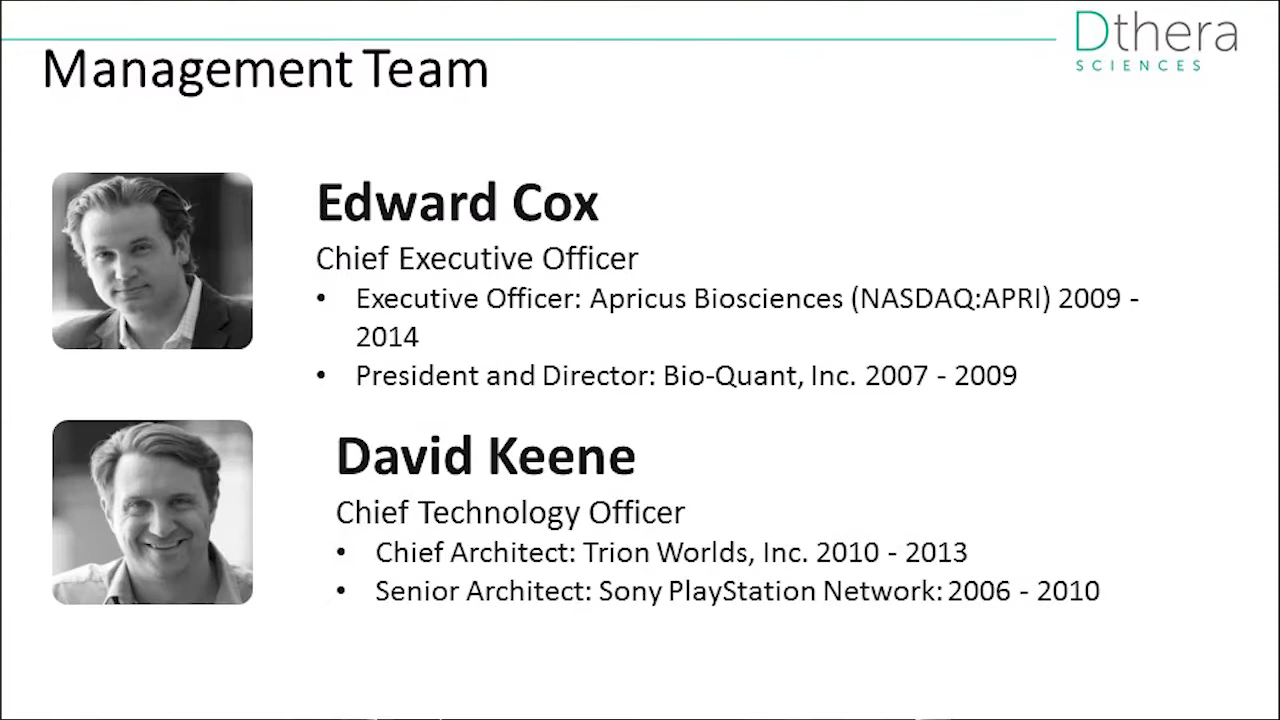 Dthera
SCIENCES
Management Team
Edward Cox
Chief Executive Officer
• Executive Officer: Apricus Biosciences (NASDAQ:APRI) 2009 -
2014
• President and Director: Bio-Quant, Inc. 2007 - 2009
David Keene
Chief Technology Officer
• Chief Architect: Trion Worlds, Inc. 2010 - 2013
• Senior Architect: Sony PlayStation Network: 2006 - 2010